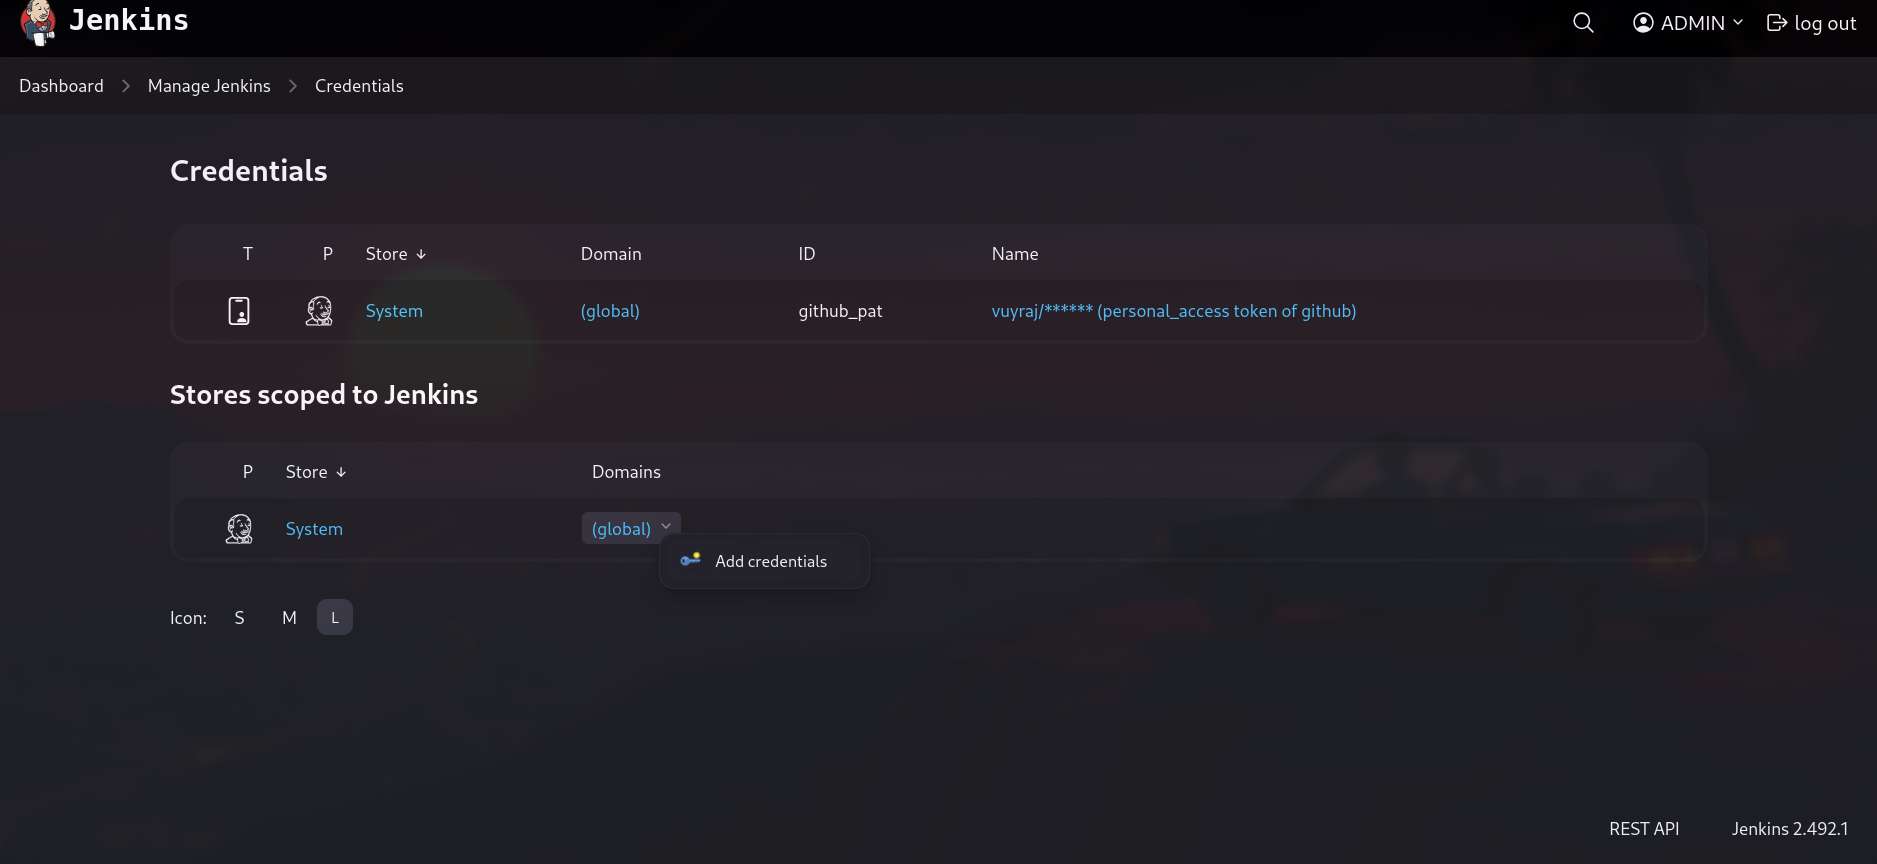 Jenkins
ADMIN
log out
Dashboard > Manage Jenkins > Credentials
Credentials
T P Store ↓ Domain ID Name
System (global) github_pat vuyraj/****** (personal_access token of github)
Stores scoped to Jenkins
P Store ↓ Domains
System (global)
Add credentials
Icon: S M L
REST API Jenkins 2.492.1